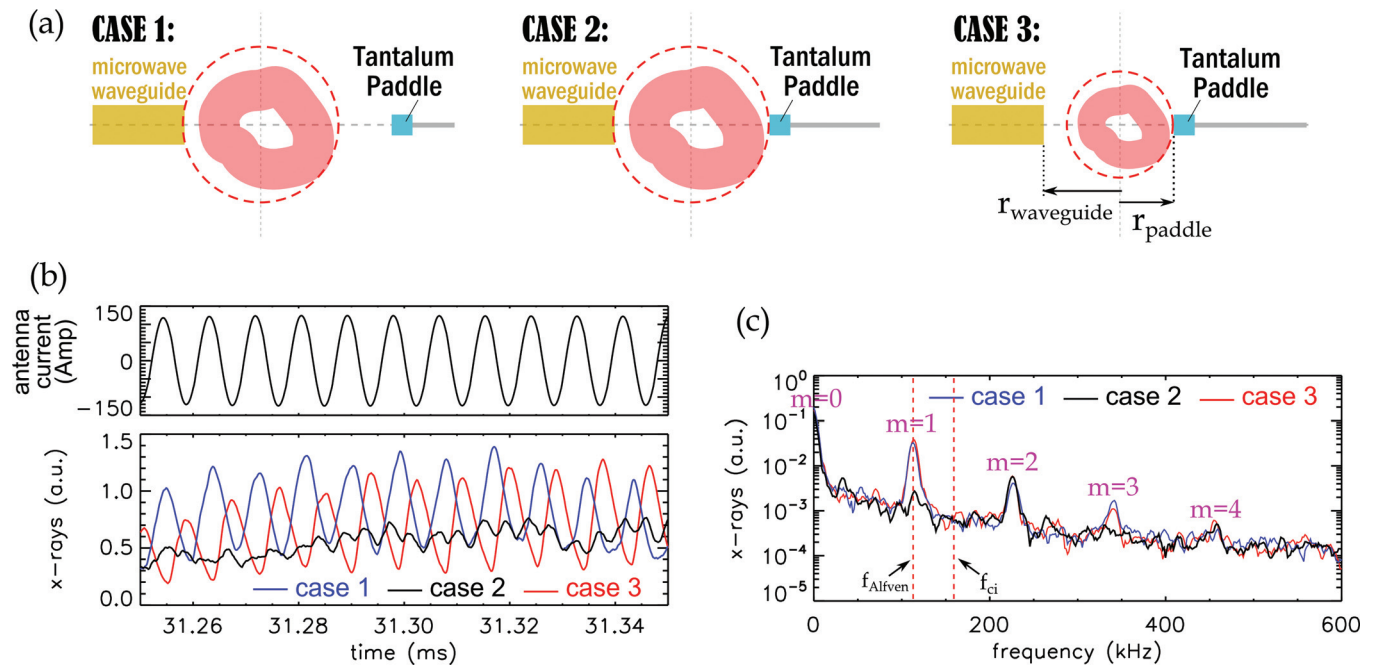 (a)
CASE 1:
microwave
waveguide
Tantalum
Paddle
CASE 2:
microwave
waveguide
Tantalum
Paddle
CASE 3:
microwave
waveguide
Tantalum
Paddle
r_waveguide
r_paddle
(b)
150
0
−150
antenna
current
(Amp)
1.5
1.0
0.5
0.0
x-rays (a.u.)
case 1 case 2 case 3
31.26 31.28 31.30 31.32 31.34
time (ms)
(c)
10^0
10^-1
10^-2
10^-3
10^-4
10^-5
x-rays (a.u.)
case 1 case 2 case 3
m=0
m=1
m=2
m=3
m=4
f_Alfven
f_ci
0 200 400 600
frequency (kHz)